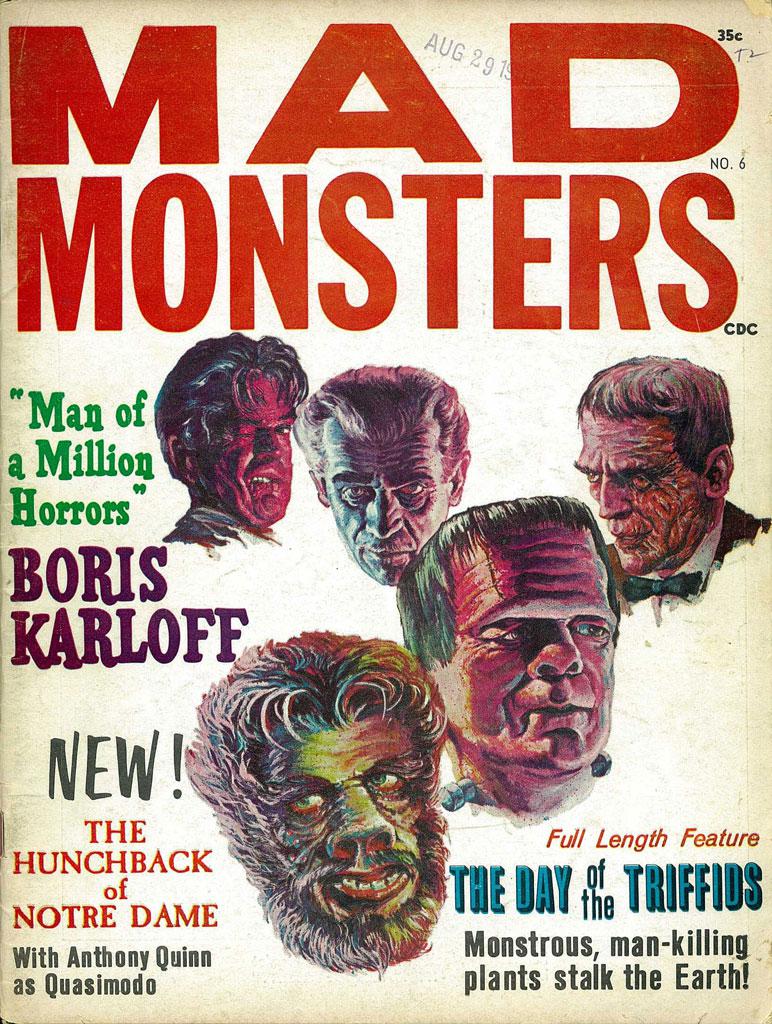 MAD
35c
AUG 29 19
T2
NO. 6
MONSTERS
CDC
"Man of
a Million
Horrors"
BORIS
KARLOFF
NEW!
THE
HUNCHBACK
of
NOTRE DAME
With Anthony Quinn
as Quasimodo
Full Length Feature
THE DAY of the TRIFFIDS
Monstrous, man-killing
plants stalk the Earth!